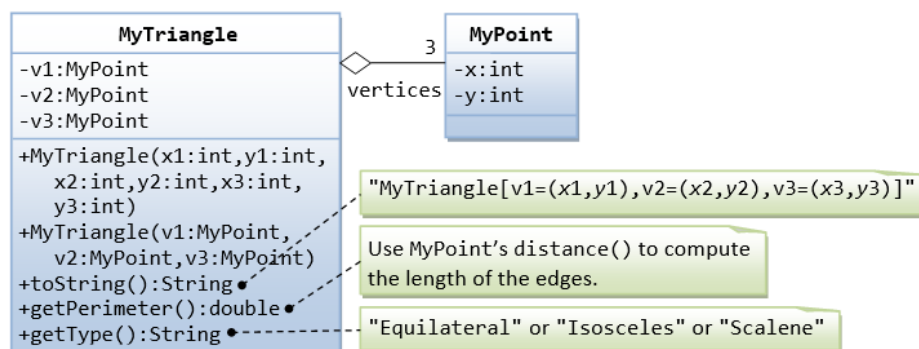 MyTriangle
-v1:MyPoint
-v2:MyPoint
-v3:MyPoint
+MyTriangle(x1:int,y1:int,
x2:int,y2:int,x3:int,
y3:int)
+MyTriangle(v1:MyPoint,
v2:MyPoint,v3:MyPoint)
+toString():String
+getPerimeter():double
+getType():String
3
vertices
MyPoint
-x:int
-y:int
"MyTriangle[v1=(x1,y1),v2=(x2,y2),v3=(x3,y3)]"
Use MyPoint’s distance() to compute
the length of the edges.
"Equilateral" or "Isosceles" or "Scalene"